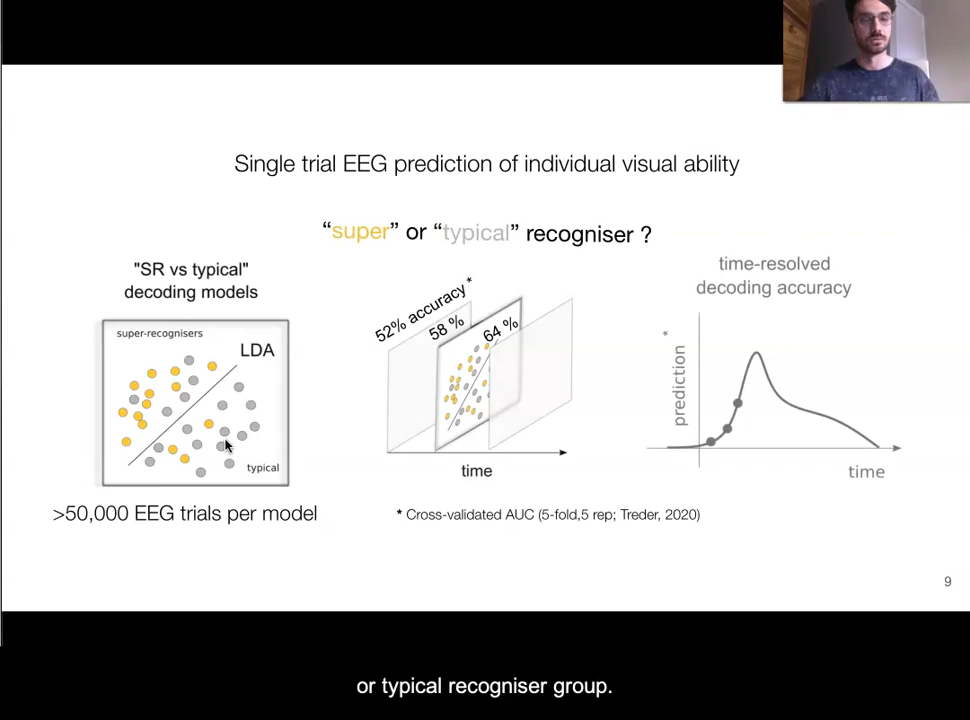 Single trial EEG prediction of individual visual ability
“super” or “typical” recogniser ?
"SR vs typical"
decoding models
super-recognisers
LDA
typical
>50,000 EEG trials per model
52% accuracy *
58 %
64 %
time
* Cross-validated AUC (5-fold,5 rep; Treder, 2020)
time-resolved
decoding accuracy
prediction *
time
9
or typical recogniser group.